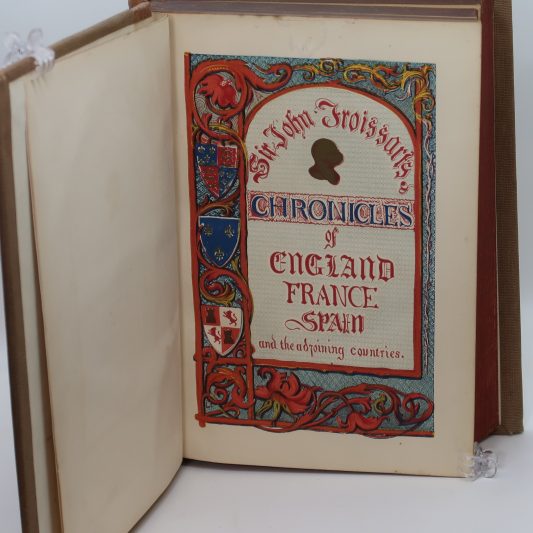 Sir John Froissart's
CHRONICLES
of
ENGLAND
FRANCE
SPAIN
and the adjoining countries.